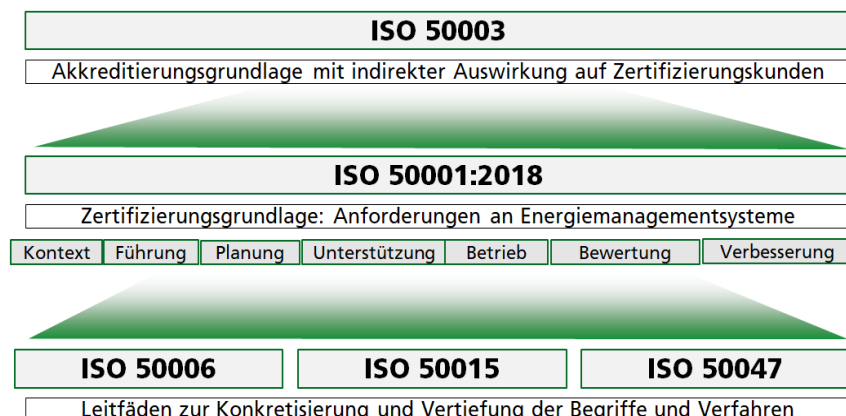 ISO 50003
Akkreditierungsgrundlage mit indirekter Auswirkung auf Zertifizierungskunden
ISO 50001:2018
Zertifizierungsgrundlage: Anforderungen an Energiemanagementsysteme
Kontext Führung Planung Unterstützung Betrieb Bewertung Verbesserung
ISO 50006 ISO 50015 ISO 50047
Leitfäden zur Konkretisierung und Vertiefung der Begriffe und Verfahren